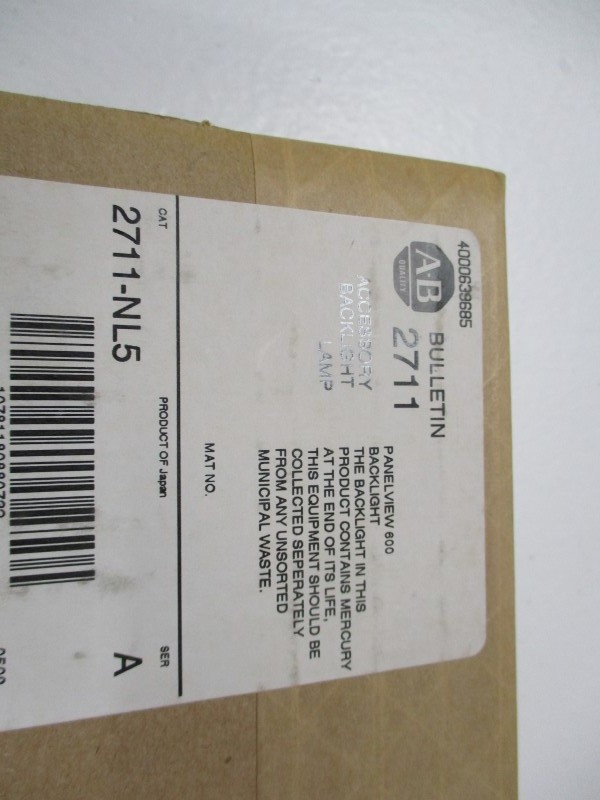 4000639685
A-B
QUALITY
BULLETIN
2711
ACCESSORY
BACKLIGHT
LAMP
PANELVIEW 600
BACKLIGHT
THE BACKLIGHT IN THIS
PRODUCT CONTAINS MERCURY
AT THE END OF ITS LIFE,
THIS EQUIPMENT SHOULD BE
COLLECTED SEPERATELY
FROM ANY UNSORTED
MUNICIPAL WASTE.
MAT NO.
CAT
PRODUCT OF Japan
SER
2711-NL5
A